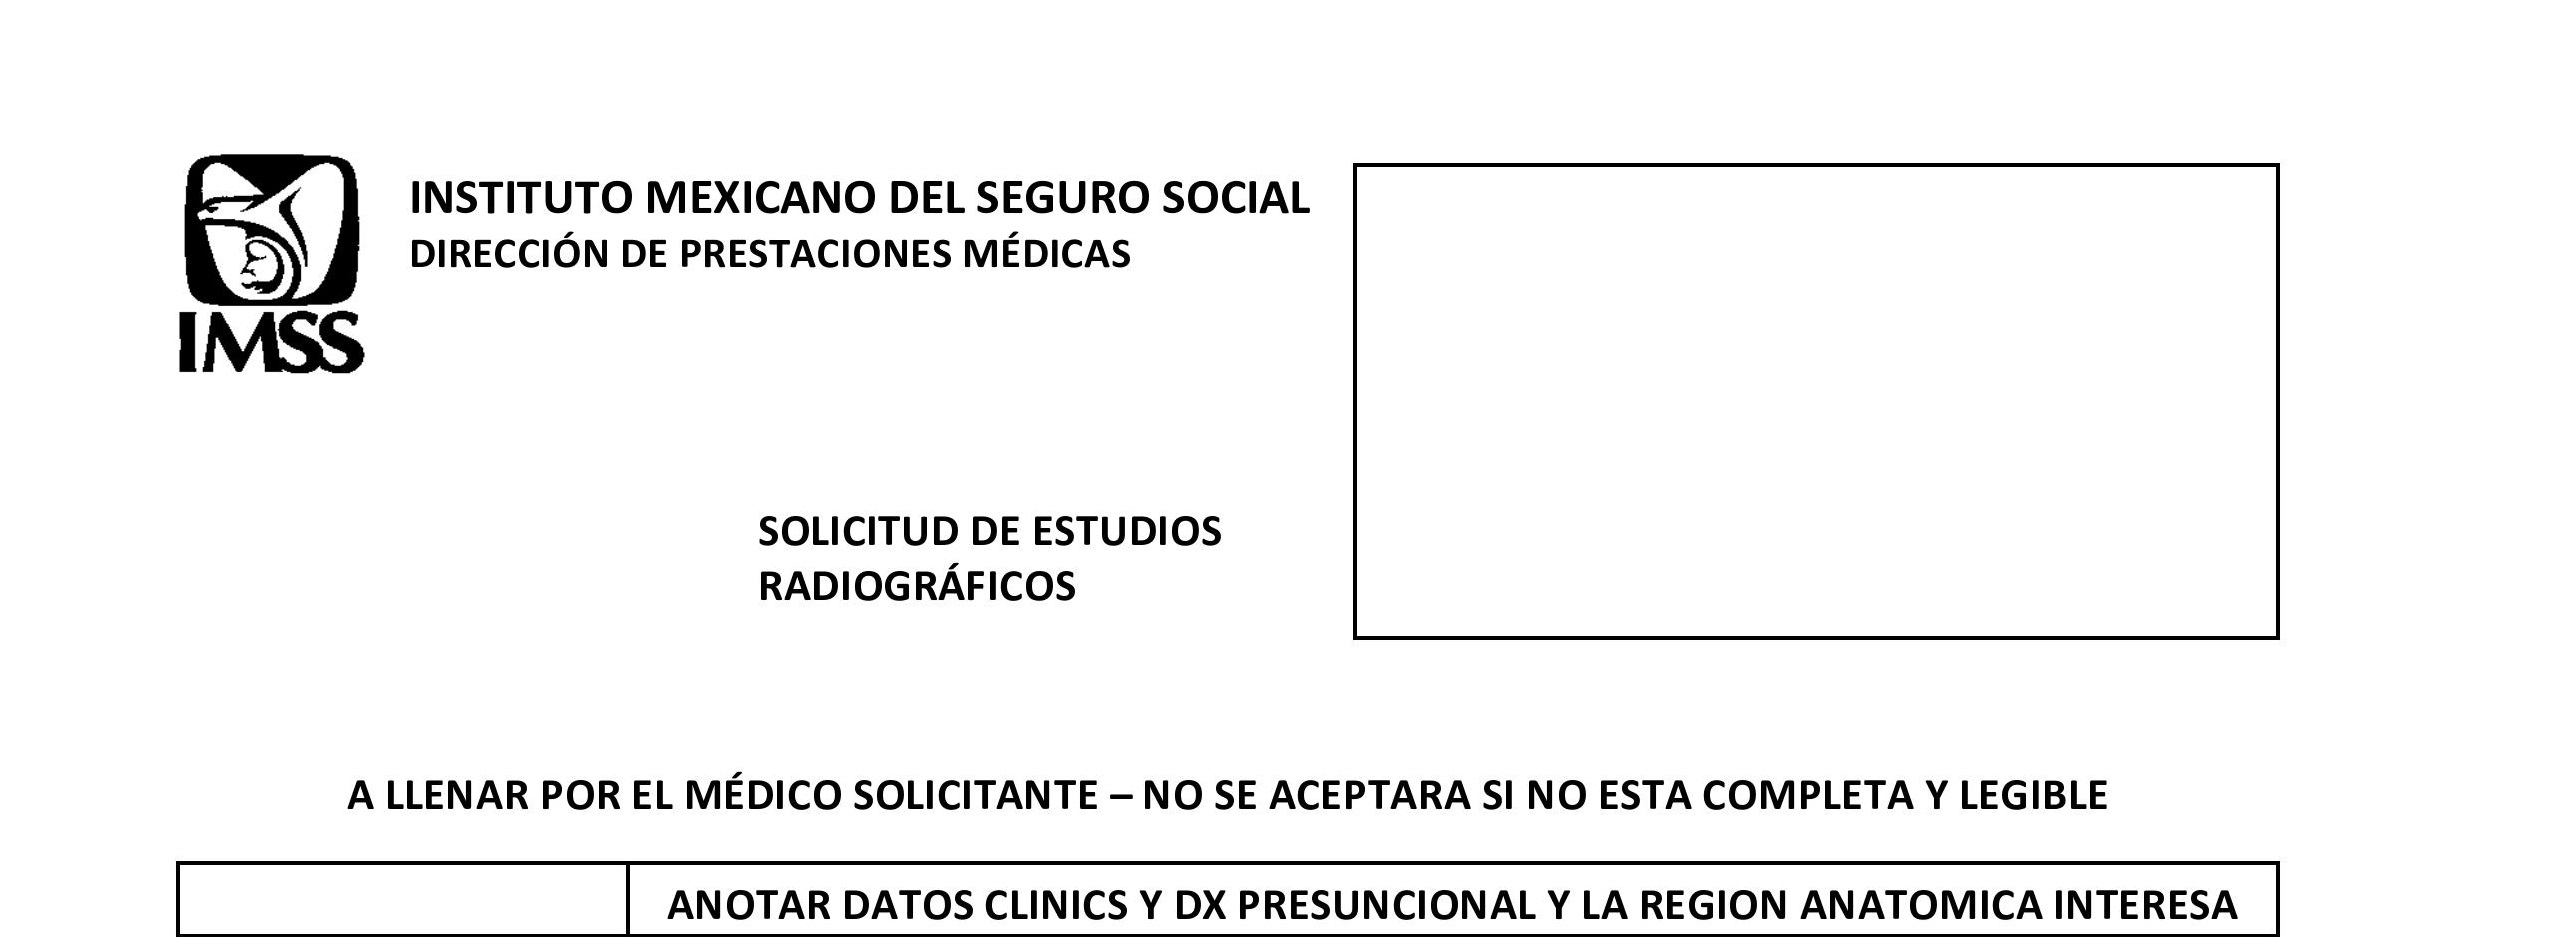 INSTITUTO MEXICANO DEL SEGURO SOCIAL
DIRECCIÓN DE PRESTACIONES MÉDICAS
IMSS
SOLICITUD DE ESTUDIOS
RADIOGRÁFICOS
A LLENAR POR EL MÉDICO SOLICITANTE – NO SE ACEPTARA SI NO ESTA COMPLETA Y LEGIBLE
ANOTAR DATOS CLINICS Y DX PRESUNCIONAL Y LA REGION ANATOMICA INTERESA